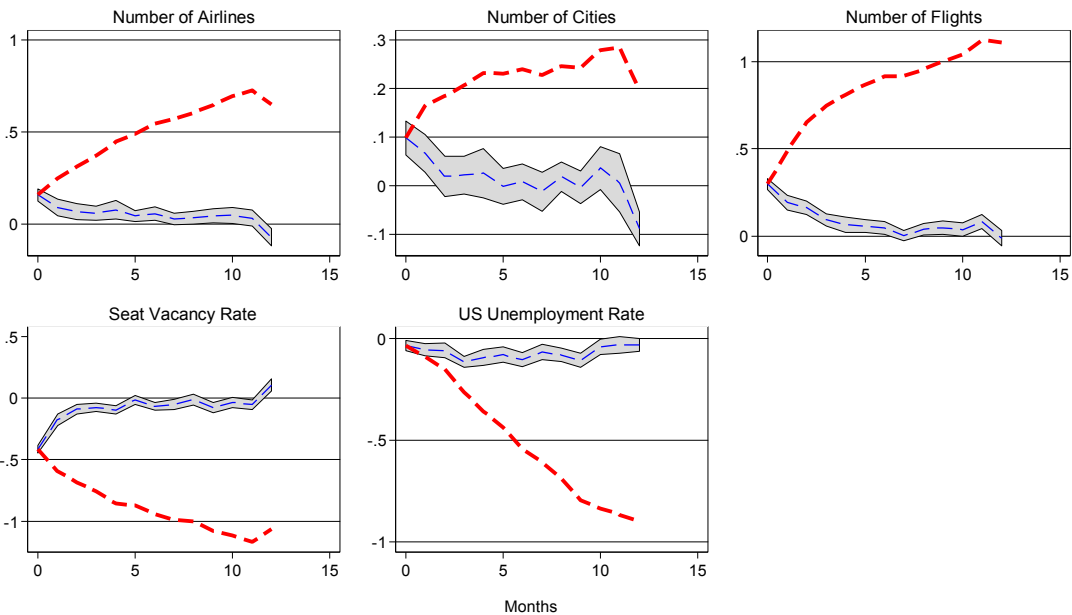 Number of Airlines
1
.5
0
0 5 10 15
Number of Cities
.3
.2
.1
0
-.1
0 5 10 15
Number of Flights
1
.5
0
0 5 10 15
Seat Vacancy Rate
.5
0
-.5
-1
0 5 10 15
US Unemployment Rate
0
-.5
-1
0 5 10 15
Months